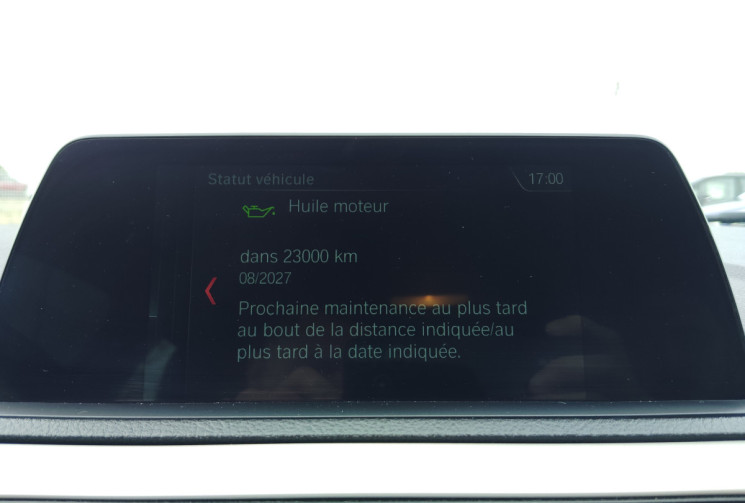 Statut véhicule 17:00
Huile moteur
dans 23000 km
08/2027
Prochaine maintenance au plus tard
au bout de la distance indiquée/au
plus tard à la date indiquée.